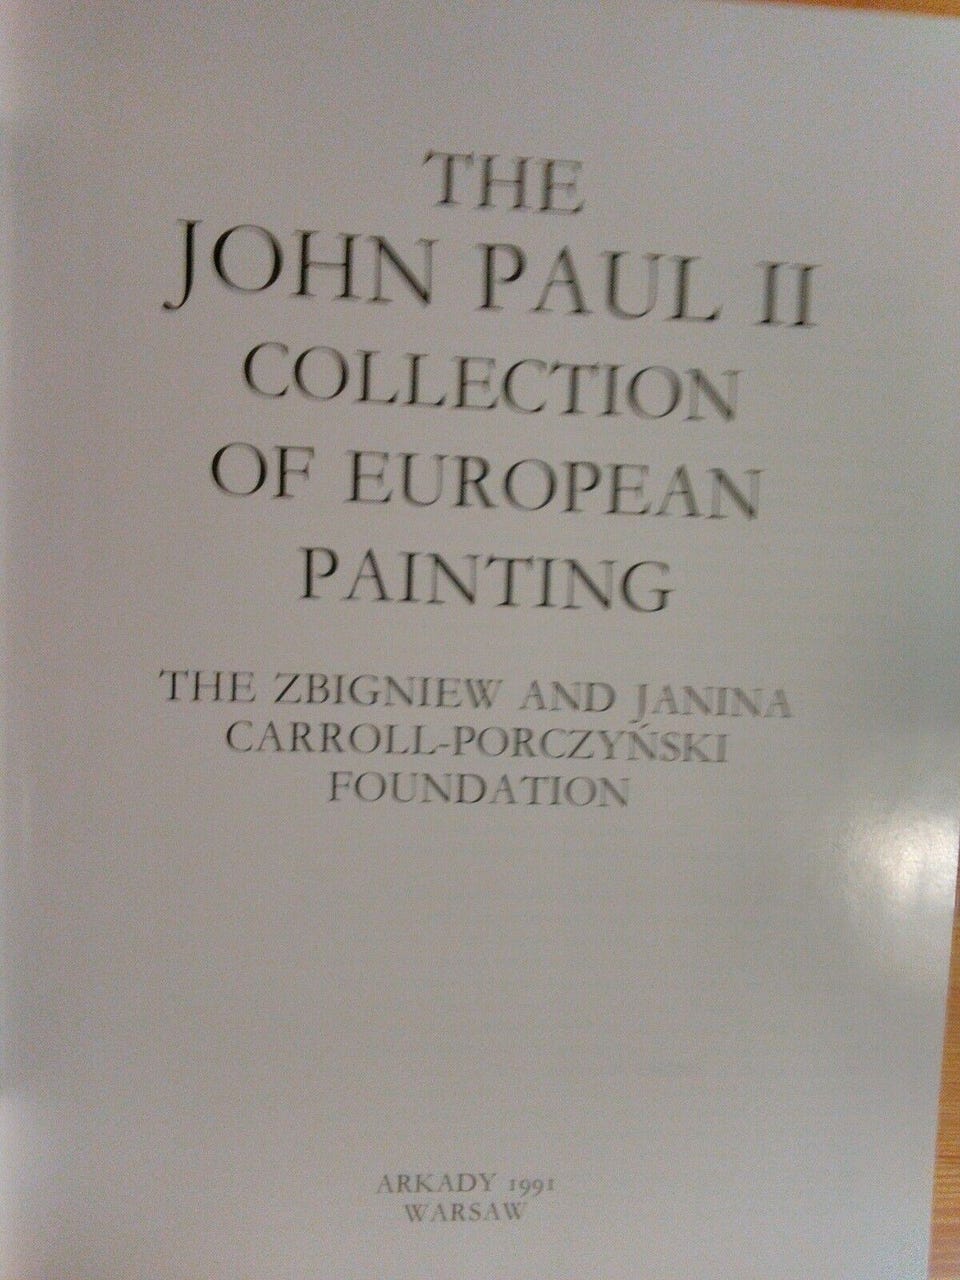 THE
JOHN PAUL II
COLLECTION
OF EUROPEAN
PAINTING
THE ZBIGNIEW AND JANINA
CARROLL-PORCZYŃSKI
FOUNDATION
ARKADY 1991
WARSAW